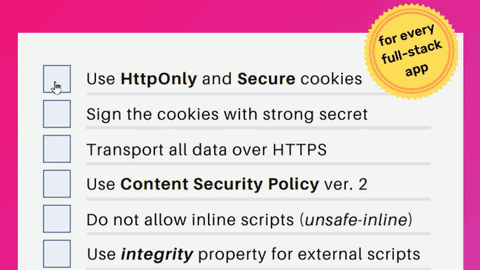 for every
full-stack
app
Use HttpOnly and Secure cookies
Sign the cookies with strong secret
Transport all data over HTTPS
Use Content Security Policy ver. 2
Do not allow inline scripts (unsafe-inline)
Use integrity property for external scripts